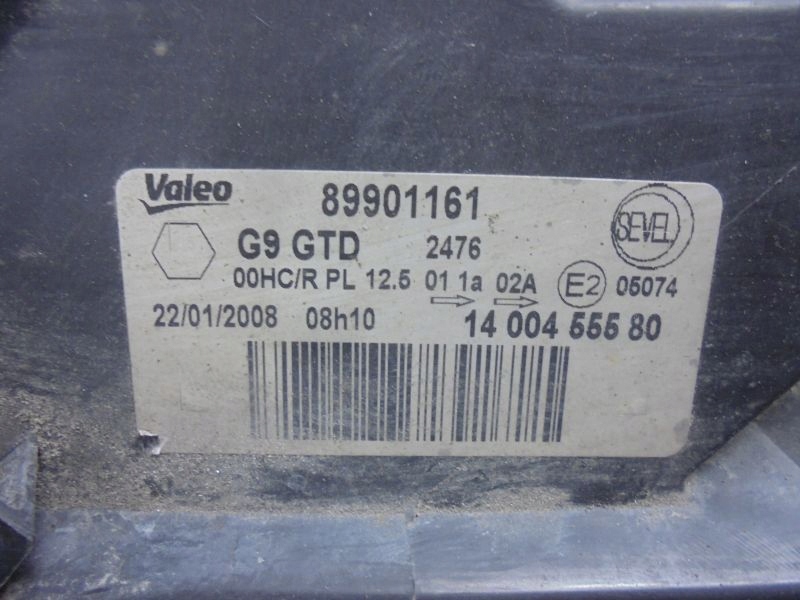 Valeo 89901161 SEVEL
G9 GTD 2476
00HC/R PL 12.5 01 1a 02A E2 05074
22/01/2008 08h10 14 004 555 80